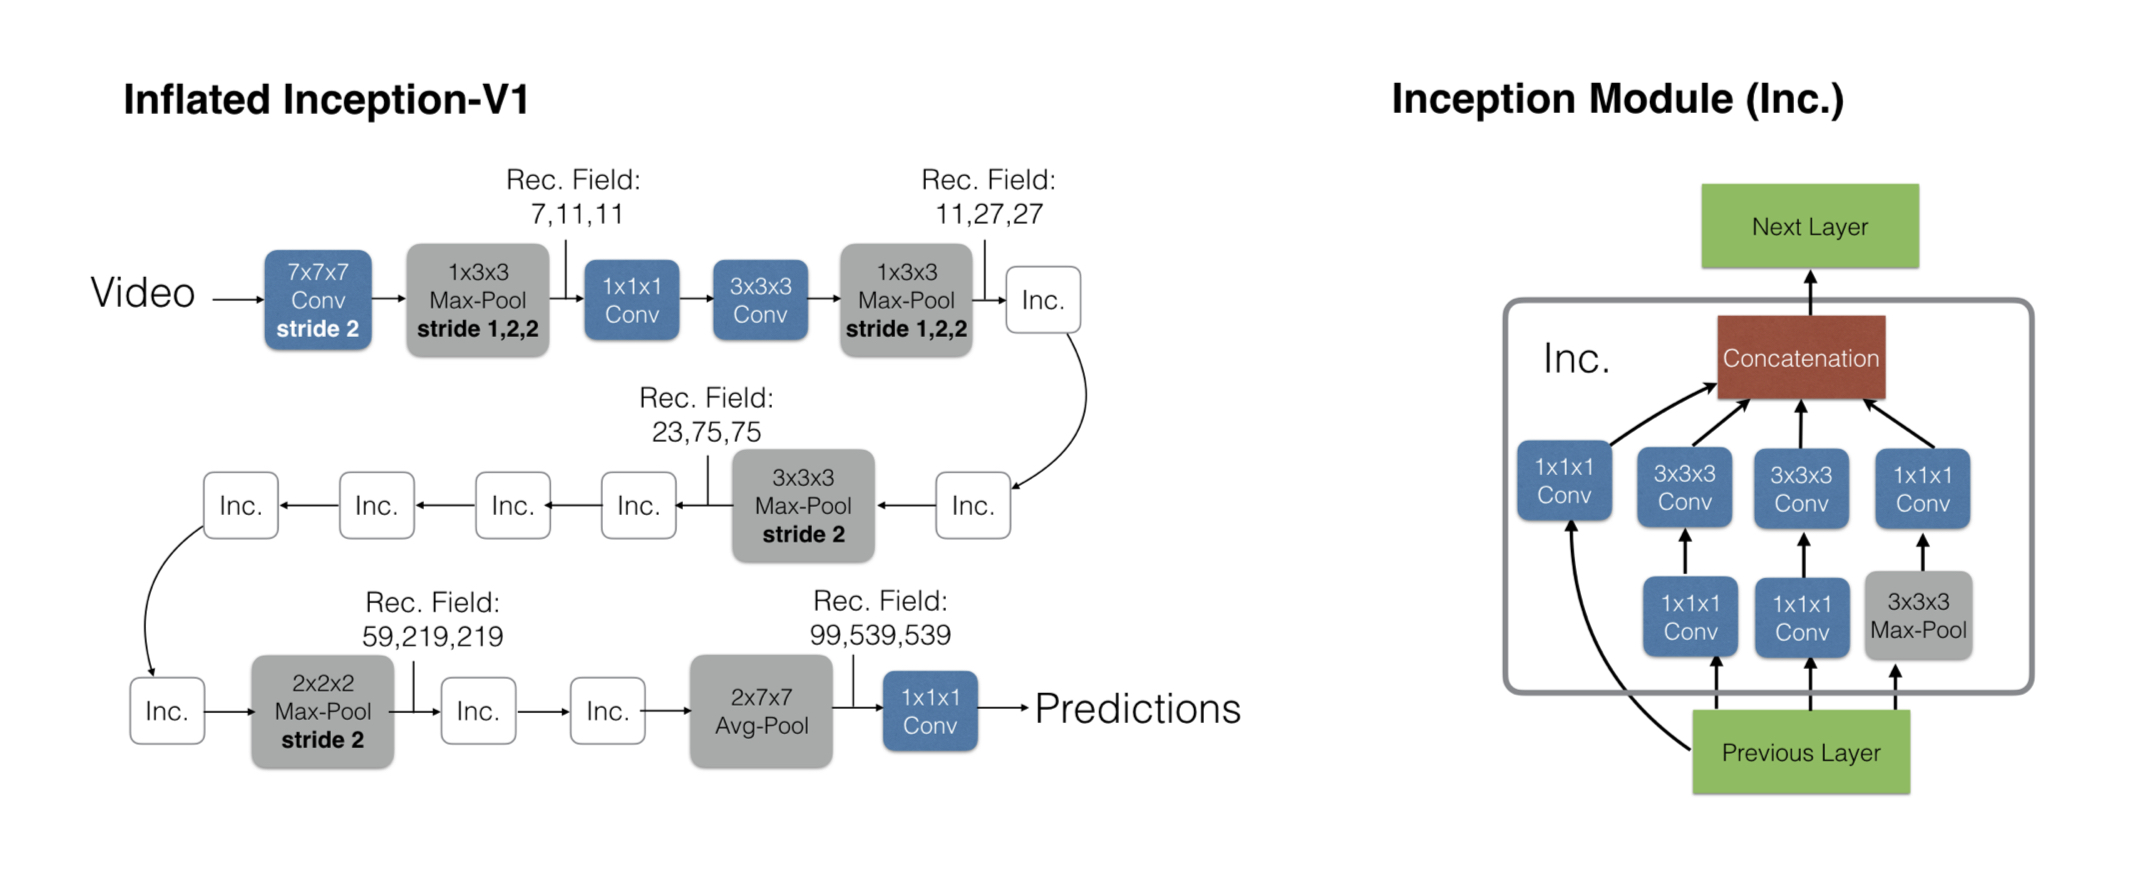 Inflated Inception-V1
Rec. Field:
7,11,11
Rec. Field:
11,27,27
Video
7x7x7
Conv
stride 2
1x3x3
Max-Pool
stride 1,2,2
1x1x1
Conv
3x3x3
Conv
1x3x3
Max-Pool
stride 1,2,2
Inc.
Rec. Field:
23,75,75
Inc.
Inc.
Inc.
Inc.
3x3x3
Max-Pool
stride 2
Inc.
Rec. Field:
59,219,219
Rec. Field:
99,539,539
Inc.
2x2x2
Max-Pool
stride 2
Inc.
Inc.
2x7x7
Avg-Pool
1x1x1
Conv
Predictions
Inception Module (Inc.)
Next Layer
Inc.
Concatenation
1x1x1
Conv
3x3x3
Conv
3x3x3
Conv
1x1x1
Conv
1x1x1
Conv
1x1x1
Conv
3x3x3
Max-Pool
Previous Layer